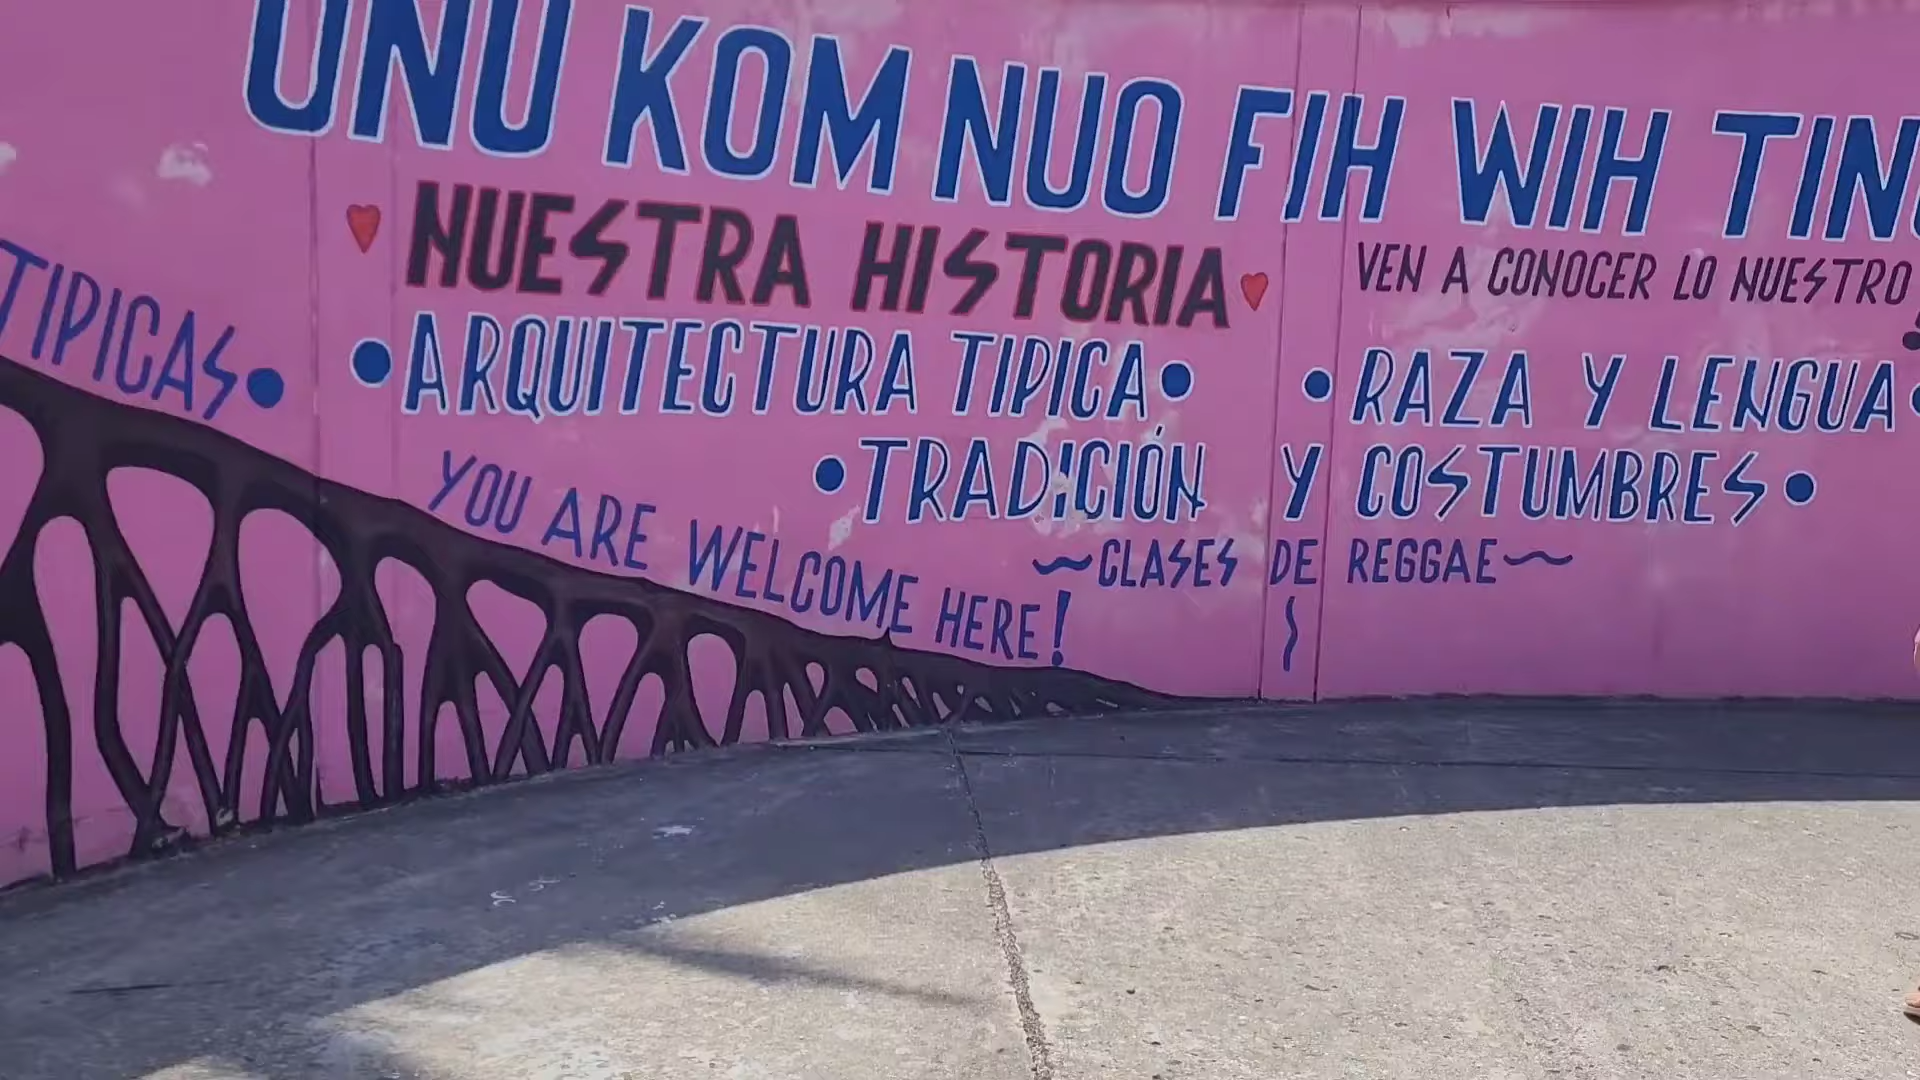 UNU KOM NUO FIH WIH TING
NUESTRA HISTORIA
VEN A CONOCER LO NUESTRO
TIPICAS
ARQUITECTURA TIPICA
RAZA Y LENGUA
TRADICIÓN Y COSTUMBRES
YOU ARE WELCOME HERE!
CLASES DE REGGAE